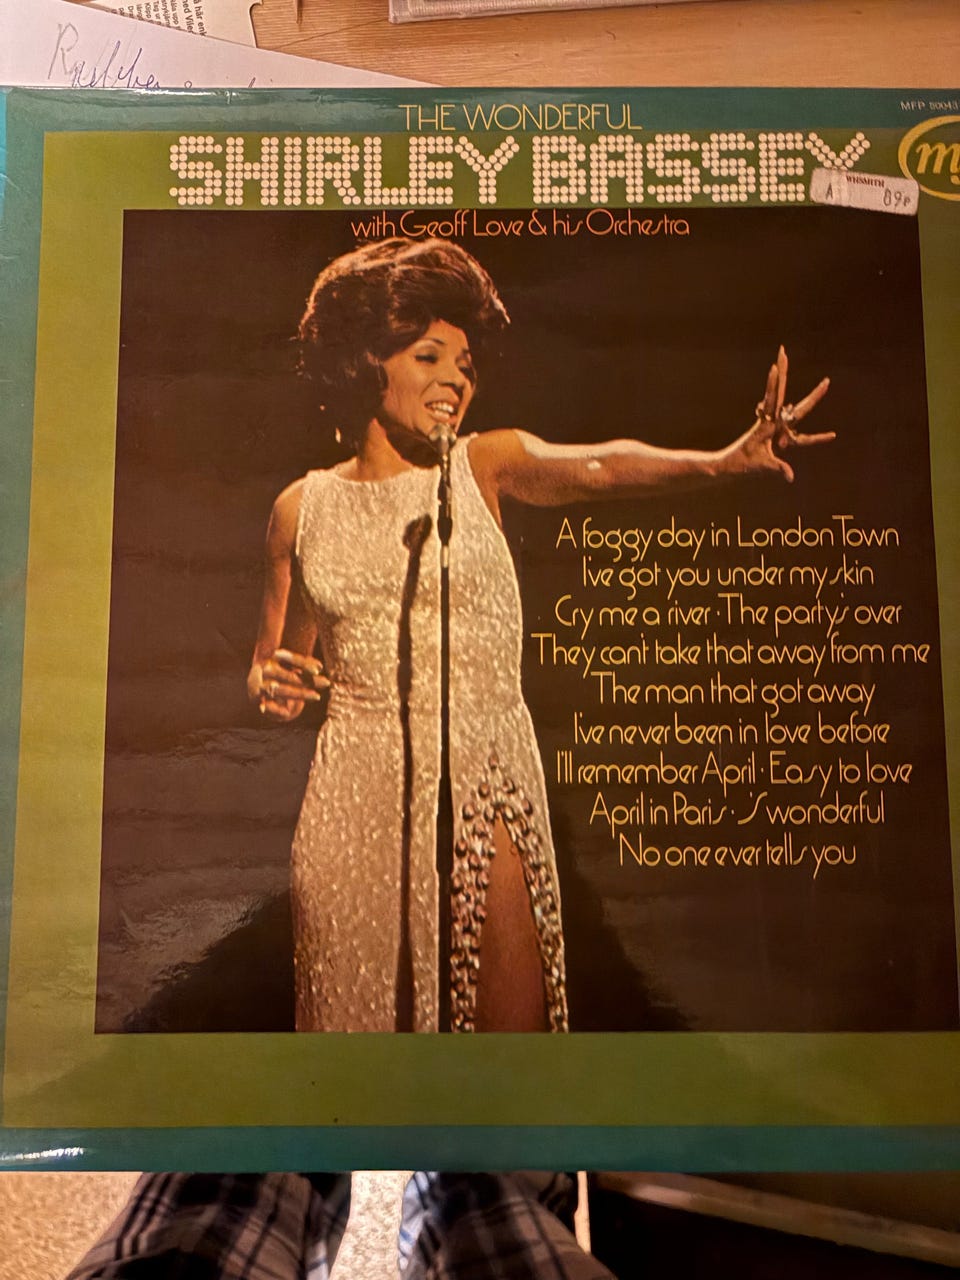 THE WONDERFUL
MFP 50043
SHIRLEY BASSEY
WHSMITH
A 89p
with Geoff Love & his Orchestra
A foggy day in London Town
I've got you under my skin
Cry me a river · The party's over
They can't take that away from me
The man that got away
I've never been in love before
I'll remember April · Easy to love
April in Paris · 'S wonderful
No one ever tells you